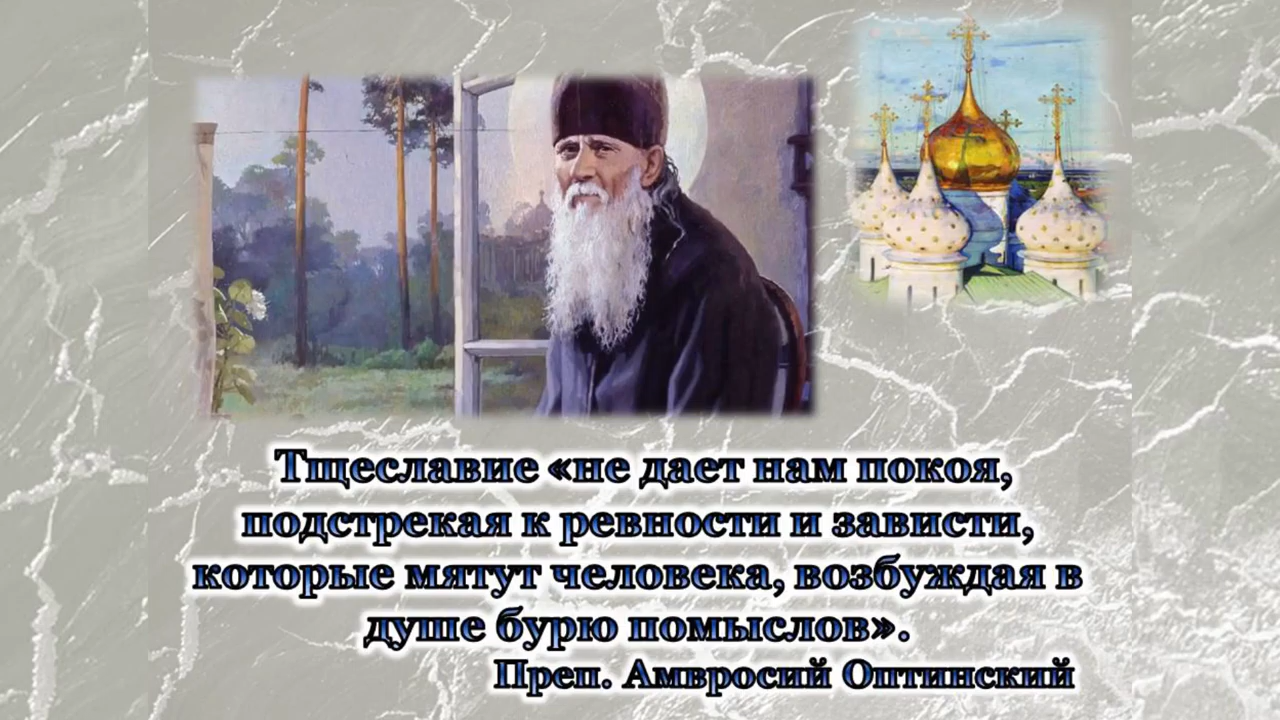 Тщеславие «не дает нам покоя,
подстрекая к ревности и зависти,
которые мятут человека, возбуждая в
душе бурю помыслов».
Преп. Амвросий Оптинский